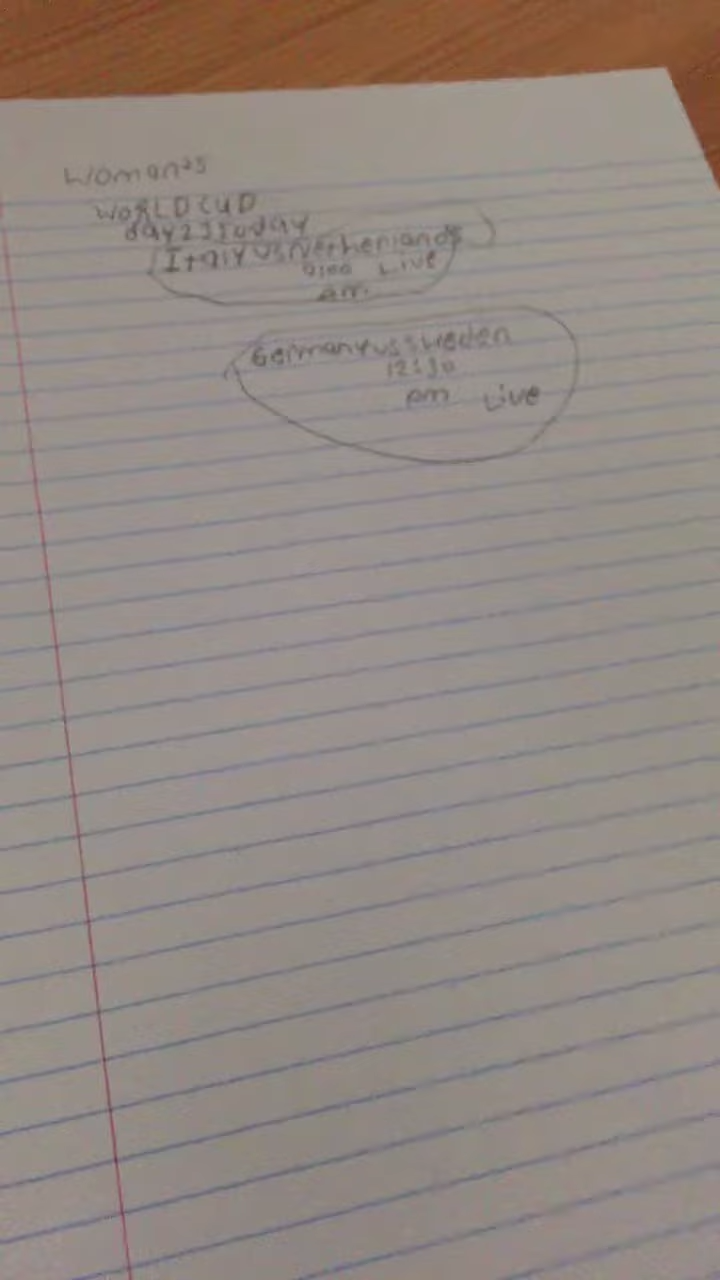 Woman's
WORLD CUP
day 23 today
Italy vs Netherlands
9:00 Live
am
Germany vs Sweden
12:30
pm Live